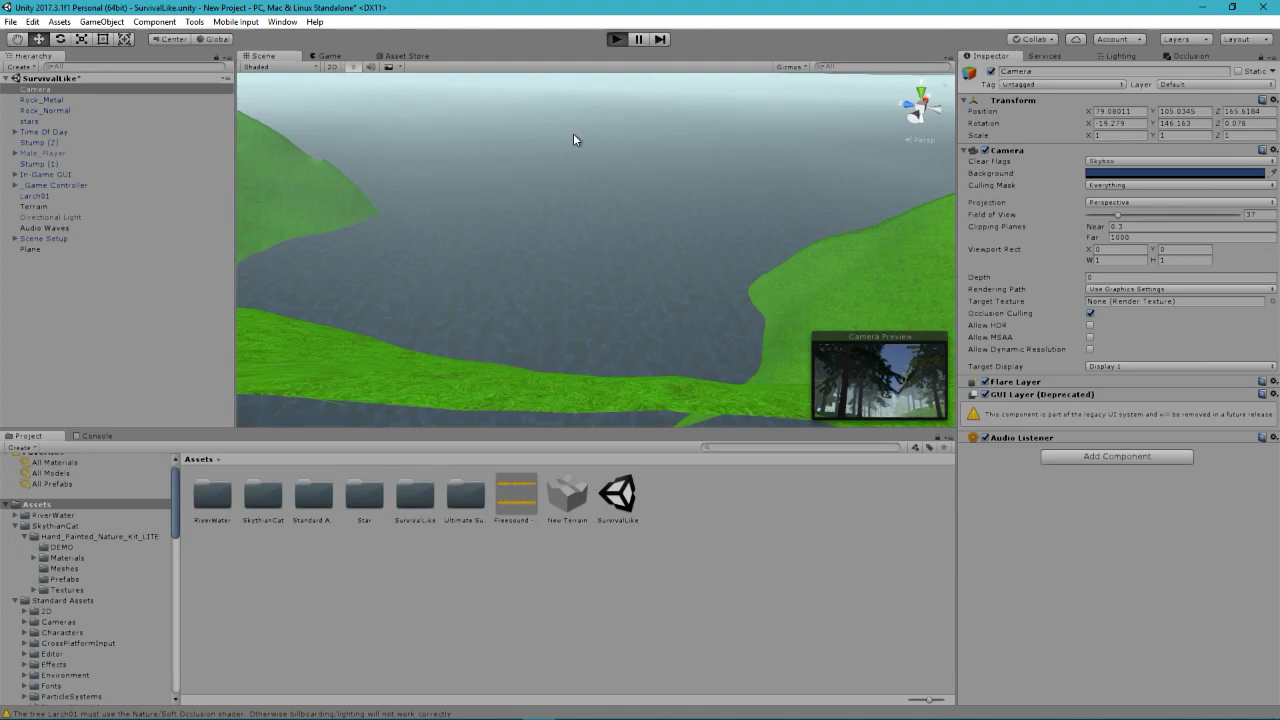 Unity 2017.3.1f1 Personal (64bit) - SurvivalLike.unity - New Project - PC, Mac & Linux Standalone* <DX11>
File Edit Assets GameObject Component Tools Mobile Input Window Help
Center Global Collab Account Layers Layout
Hierarchy Scene Game Asset Store Inspector Services Lighting Occlusion
Create All Shaded 2D Gizmos All Camera Static
SurvivalLike* Tag Untagged Layer Default
Camera
Rock_Metal
Rock_Normal
stars
Time Of Day
Stump (2)
Male_Player
Stump (1)
In-Game GUI
_Game Controller
Larch01
Terrain
Directional Light
Audio Waves
Scene Setup
Plane
Persp
Camera Preview
Transform
Position X 79.08011 Y 105.0345 Z 165.6184
Rotation X -19.279 Y 146.163 Z 0.078
Scale X 1 Y 1 Z 1
Camera
Clear Flags Skybox
Background
Culling Mask Everything
Projection Perspective
Field of View 37
Clipping Planes Near 0.3
Far 1000
Viewport Rect X 0 Y 0
W 1 H 1
Depth 0
Rendering Path Use Graphics Settings
Target Texture None (Render Texture)
Occlusion Culling
Allow HDR
Allow MSAA
Allow Dynamic Resolution
Target Display Display 1
Flare Layer
GUI Layer (Deprecated)
This component is part of the legacy UI system and will be removed in a future release.
Audio Listener
Add Component
Project Console
Create
Favorites
All Materials
All Models
All Prefabs
Assets
RiverWater
SkythianCat
Hand_Painted_Nature_Kit_LITE
DEMO
Materials
Meshes
Prefabs
Textures
Standard Assets
2D
Cameras
Characters
CrossPlatformInput
Editor
Effects
Environment
Fonts
ParticleSystems
Assets
RiverWater SkythianCat Standard A... Star SurvivalLike Ultimate Su... Freesound -... New Terrain SurvivalLike
The tree Larch01 must use the Nature/Soft Occlusion shader. Otherwise billboarding/lighting will not work correctly